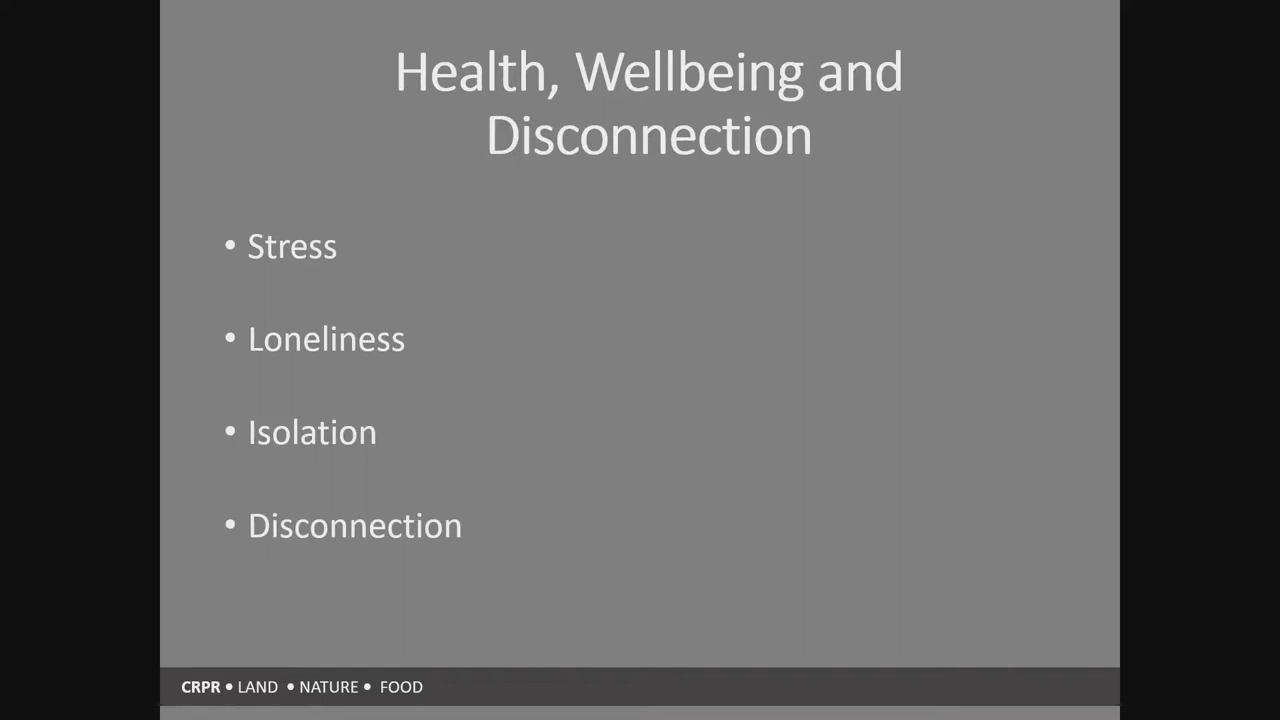 Health, Wellbeing and
Disconnection
• Stress
• Loneliness
• Isolation
• Disconnection
CRPR • LAND • NATURE • FOOD